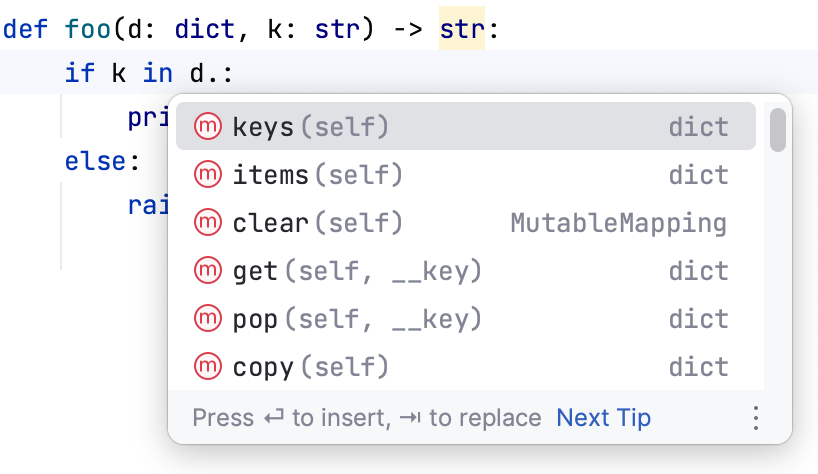 def foo(d: dict, k: str) -> str:
    if k in d.:
        pri
    else:
        rai
m keys(self) dict
m items(self) dict
m clear(self) MutableMapping
m get(self, __key) dict
m pop(self, __key) dict
m copy(self) dict
Press ⏎ to insert, ⇥ to replace Next Tip